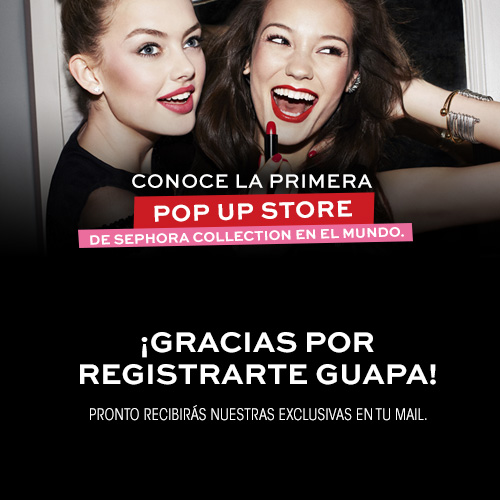 CONOCE LA PRIMERA
POP UP STORE
DE SEPHORA COLLECTION EN EL MUNDO.
¡GRACIAS POR
REGISTRARTE GUAPA!
PRONTO RECIBIRÁS NUESTRAS EXCLUSIVAS EN TU MAIL.